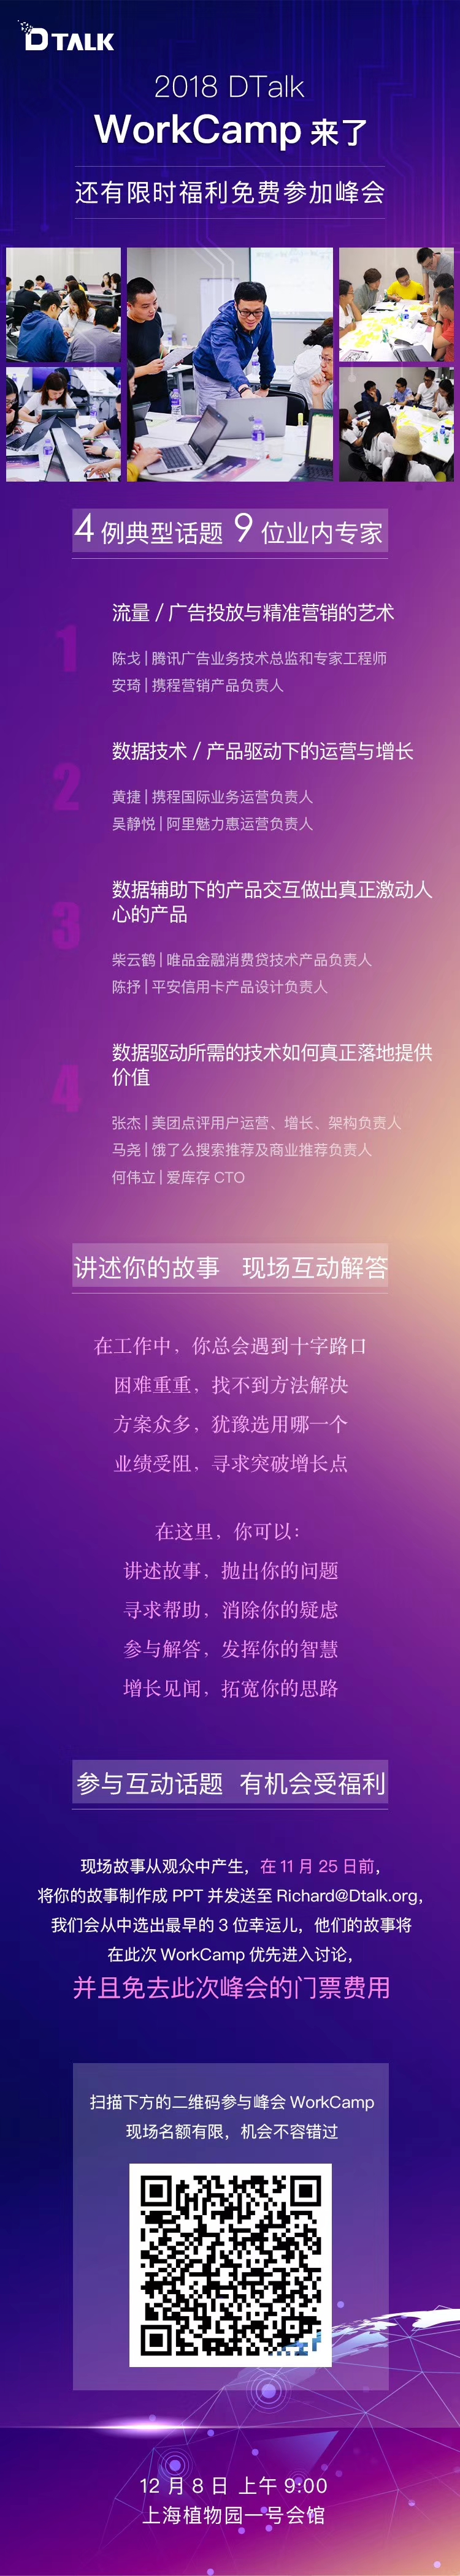 DTALK
2018 DTalk
WorkCamp 来了
还有限时福利免费参加峰会
4 例典型话题 9 位业内专家
1
流量 / 广告投放与精准营销的艺术
陈戈 | 腾讯广告业务技术总监和专家工程师
安琦 | 携程营销产品负责人
2
数据技术 / 产品驱动下的运营与增长
黄捷 | 携程国际业务运营负责人
吴静悦 | 阿里魅力惠运营负责人
3
数据辅助下的产品交互做出真正激动人
心的产品
柴云鹤 | 唯品金融消费贷技术产品负责人
陈抒 | 平安信用卡产品设计负责人
4
数据驱动所需的技术如何真正落地提供
价值
张杰 | 美团点评用户运营、增长、架构负责人
马尧 | 饿了么搜索推荐及商业推荐负责人
何伟立 | 爱库存 CTO
讲述你的故事 现场互动解答
在工作中，你总会遇到十字路口
困难重重，找不到方法解决
方案众多，犹豫选用哪一个
业绩受阻，寻求突破增长点
在这里，你可以：
讲述故事，抛出你的问题
寻求帮助，消除你的疑虑
参与解答，发挥你的智慧
增长见闻，拓宽你的思路
参与互动话题 有机会受福利
现场故事从观众中产生，在 11 月 25 日前，
将你的故事制作成 PPT 并发送至 Richard@Dtalk.org，
我们会从中选出最早的 3 位幸运儿，他们的故事将
在此次 WorkCamp 优先进入讨论，
并且免去此次峰会的门票费用
扫描下方的二维码参与峰会 WorkCamp
现场名额有限，机会不容错过
12 月 8 日 上午 9:00
上海植物园一号会馆